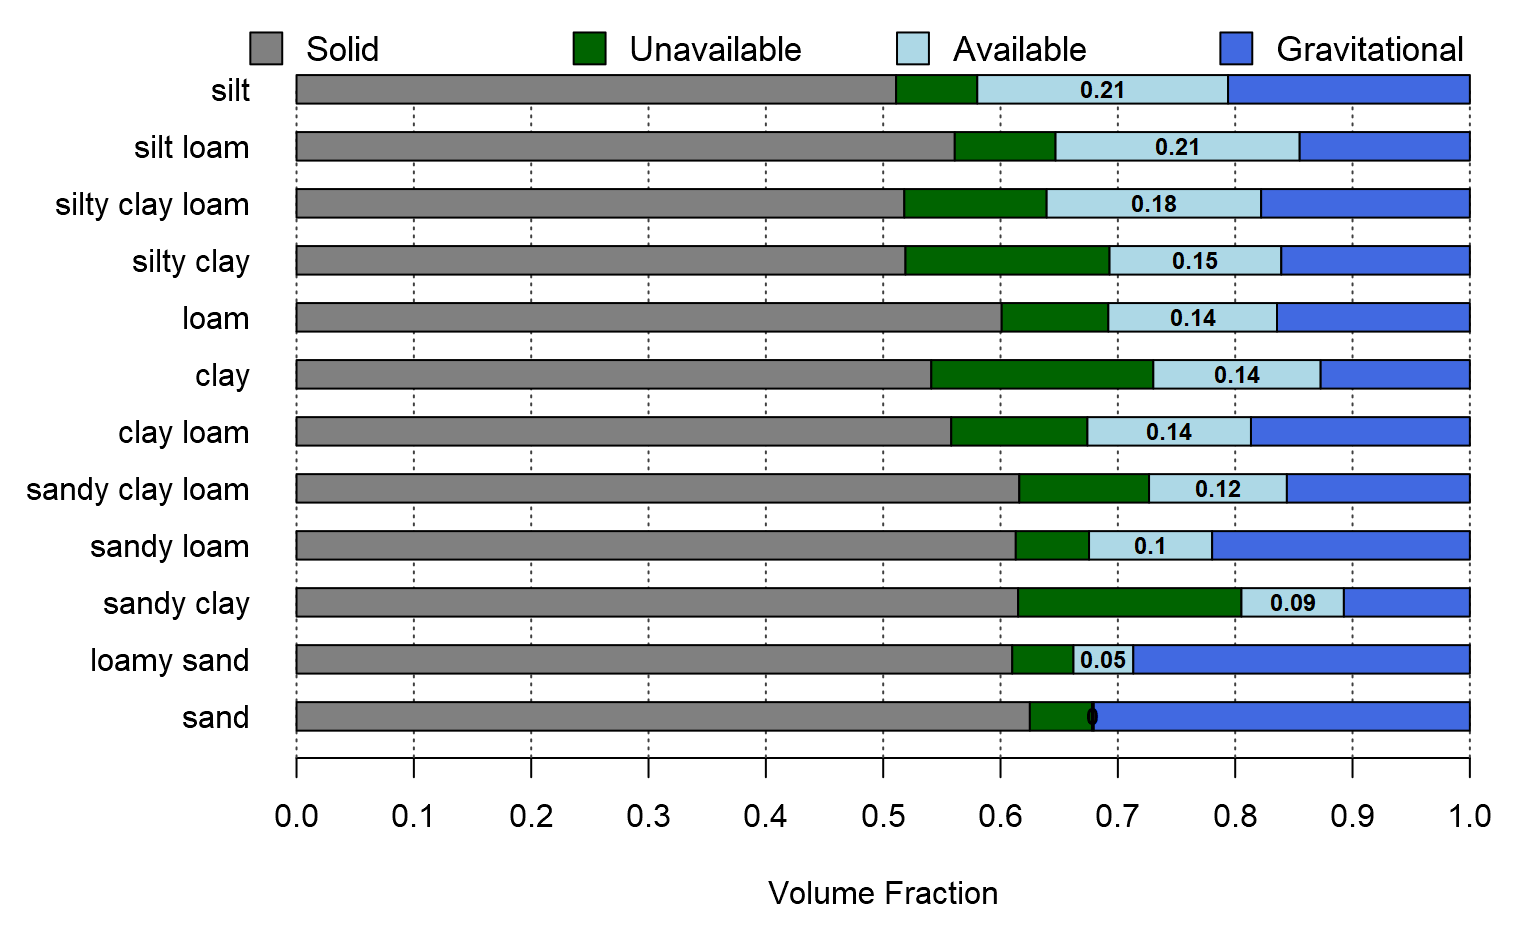 Solid Unavailable Available Gravitational
silt 0.21
silt loam 0.21
silty clay loam 0.18
silty clay 0.15
loam 0.14
clay 0.14
clay loam 0.14
sandy clay loam 0.12
sandy loam 0.1
sandy clay 0.09
loamy sand 0.05
sand 0
0.0 0.1 0.2 0.3 0.4 0.5 0.6 0.7 0.8 0.9 1.0
Volume Fraction